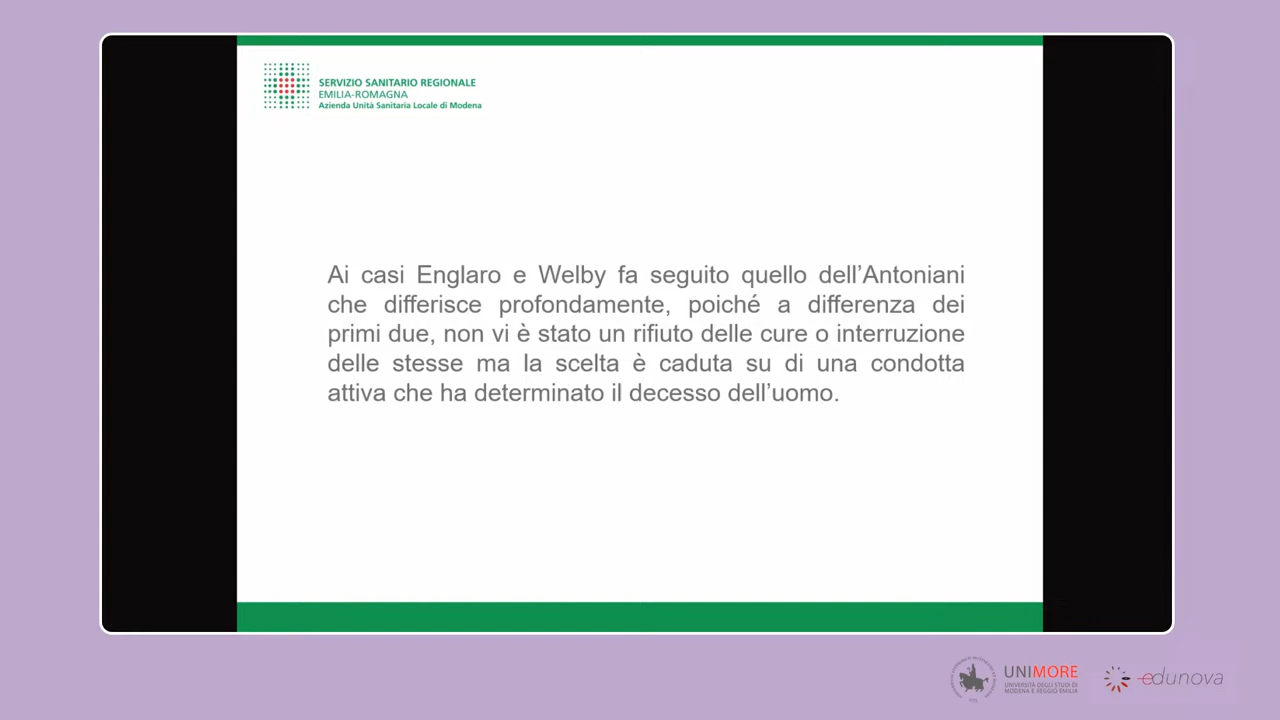 SERVIZIO SANITARIO REGIONALE
EMILIA-ROMAGNA
Azienda Unità Sanitaria Locale di Modena
Ai casi Englaro e Welby fa seguito quello dell’Antoniani
che differisce profondamente, poiché a differenza dei
primi due, non vi è stato un rifiuto delle cure o interruzione
delle stesse ma la scelta è caduta su di una condotta
attiva che ha determinato il decesso dell’uomo.
UNIMORE
UNIVERSITÀ DEGLI STUDI DI
MODENA E REGGIO EMILIA
edunova